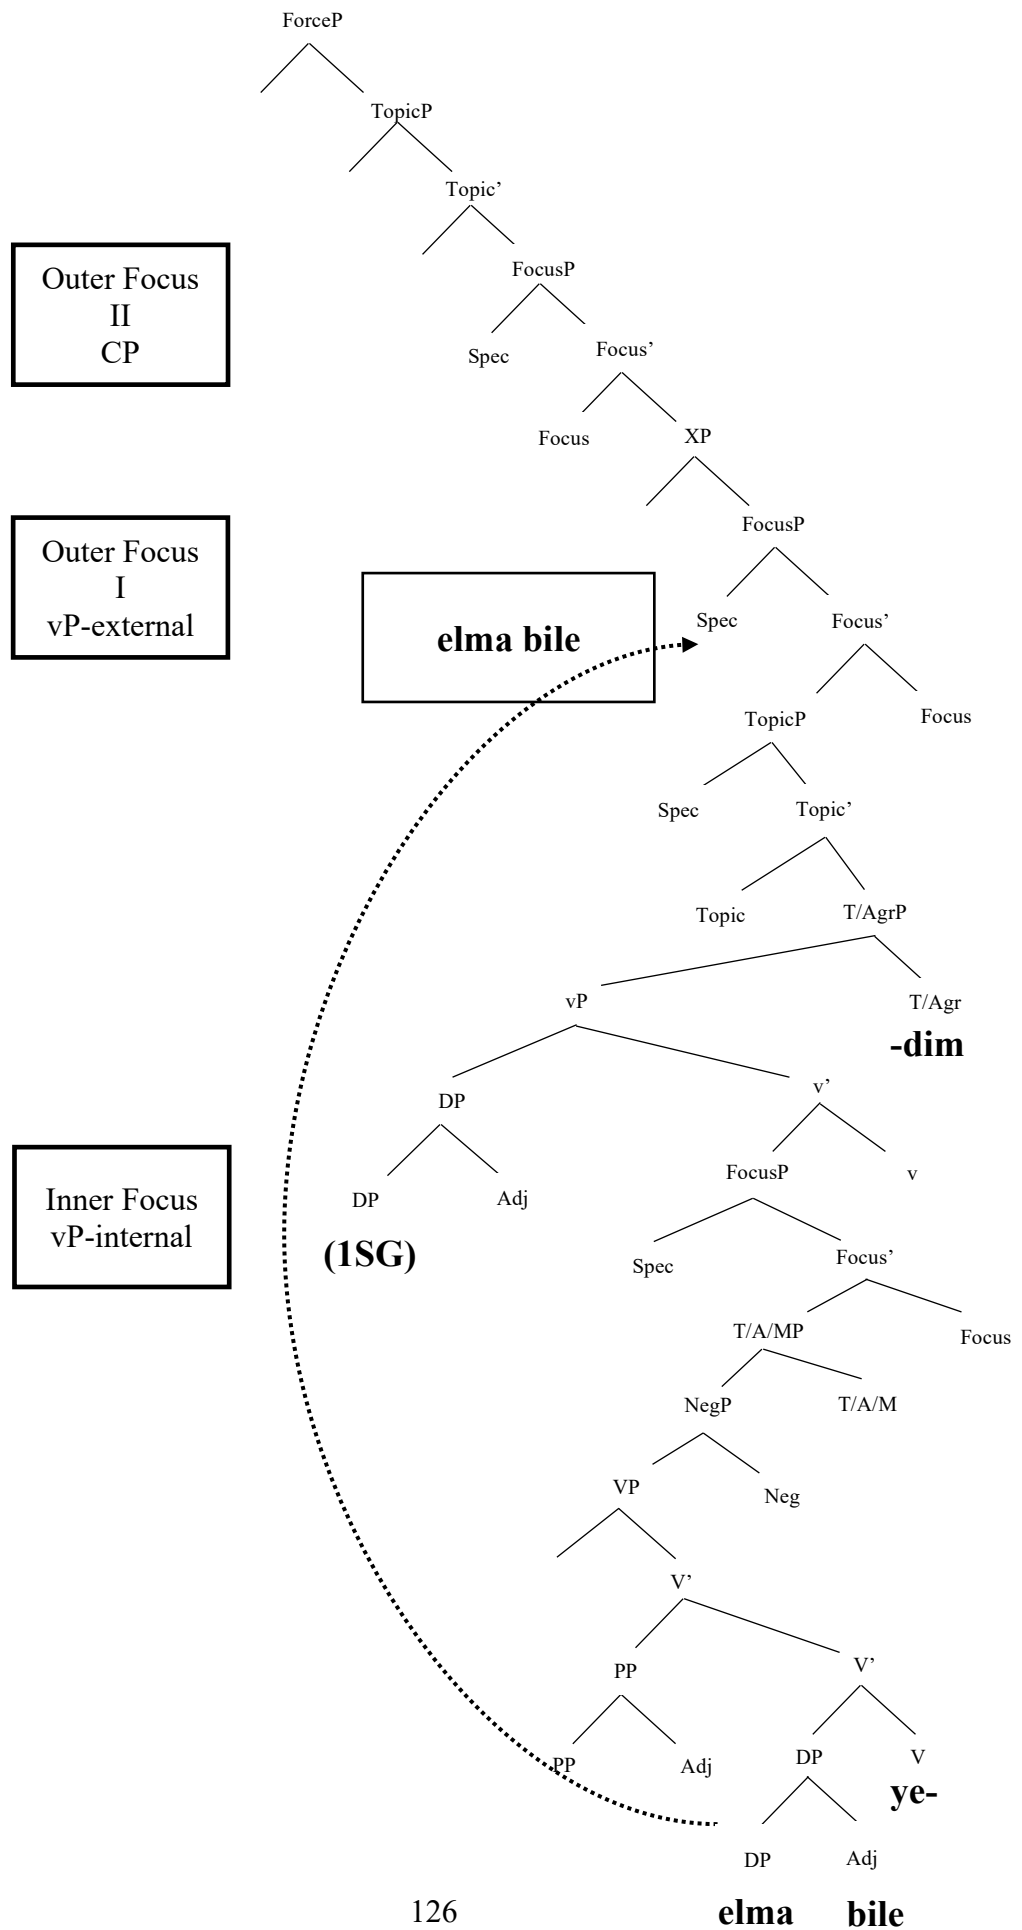 ForceP
TopicP
Topic’
Outer Focus
II
CP
FocusP
Spec
Focus’
Focus
XP
Outer Focus
I
vP-external
FocusP
elma bile
Spec
Focus’
TopicP
Focus
Spec
Topic’
Topic
T/AgrP
vP
T/Agr
-dim
DP
v’
Inner Focus
vP-internal
DP
Adj
FocusP
v
(1SG)
Spec
Focus’
T/A/MP
Focus
NegP
T/A/M
VP
Neg
V’
PP
V’
PP
Adj
DP
V
ye-
DP
Adj
126
elma
bile